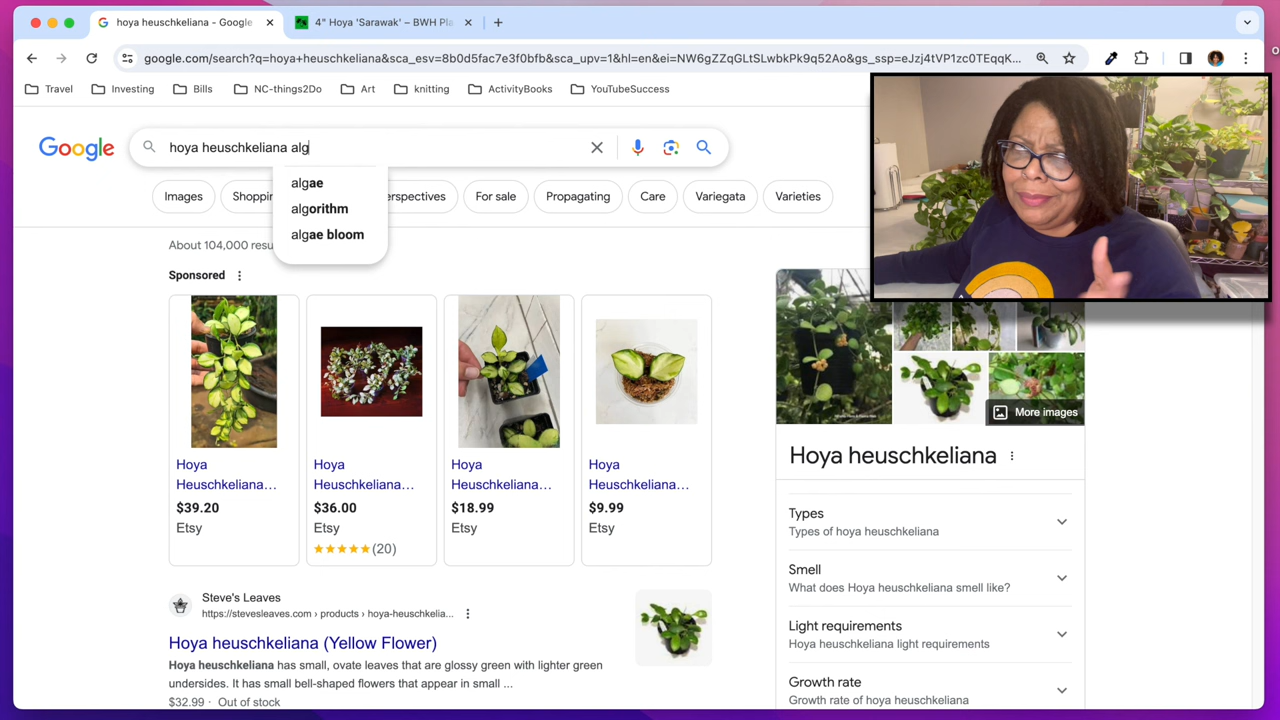 hoya heuschkeliana - Google
4" Hoya 'Sarawak' – BWH Pla
google.com/search?q=hoya+heuschkeliana&sca_esv=8b0d5fac7e3f0bfb&sca_upv=1&hl=en&ei=NW6gZZqGLtSLwbkPk9q52Ao&gs_ssp=eJzj4tVP1zc0TEqqK...
Travel
Investing
Bills
NC-things2Do
Art
knitting
ActivityBooks
YouTubeSuccess
Google
hoya heuschkeliana alg
algae
algorithm
algae bloom
Images
Shoppin
erspectives
For sale
Propagating
Care
Variegata
Varieties
About 104,000 resu
Sponsored
Hoya
Heuschkeliana...
$39.20
Etsy
Hoya
Heuschkeliana...
$36.00
Etsy
(20)
Hoya
Heuschkeliana...
$18.99
Etsy
Hoya
Heuschkeliana...
$9.99
Etsy
Steve's Leaves
https://stevesleaves.com › products › hoya-heuschkelia...
Hoya heuschkeliana (Yellow Flower)
Hoya heuschkeliana has small, ovate leaves that are glossy green with lighter green
undersides. It has small bell-shaped flowers that appear in small ...
$32.99 · Out of stock
More images
Hoya heuschkeliana
Types
Types of hoya heuschkeliana
Smell
What does Hoya heuschkeliana smell like?
Light requirements
Hoya heuschkeliana light requirements
Growth rate
Growth rate of hoya heuschkeliana